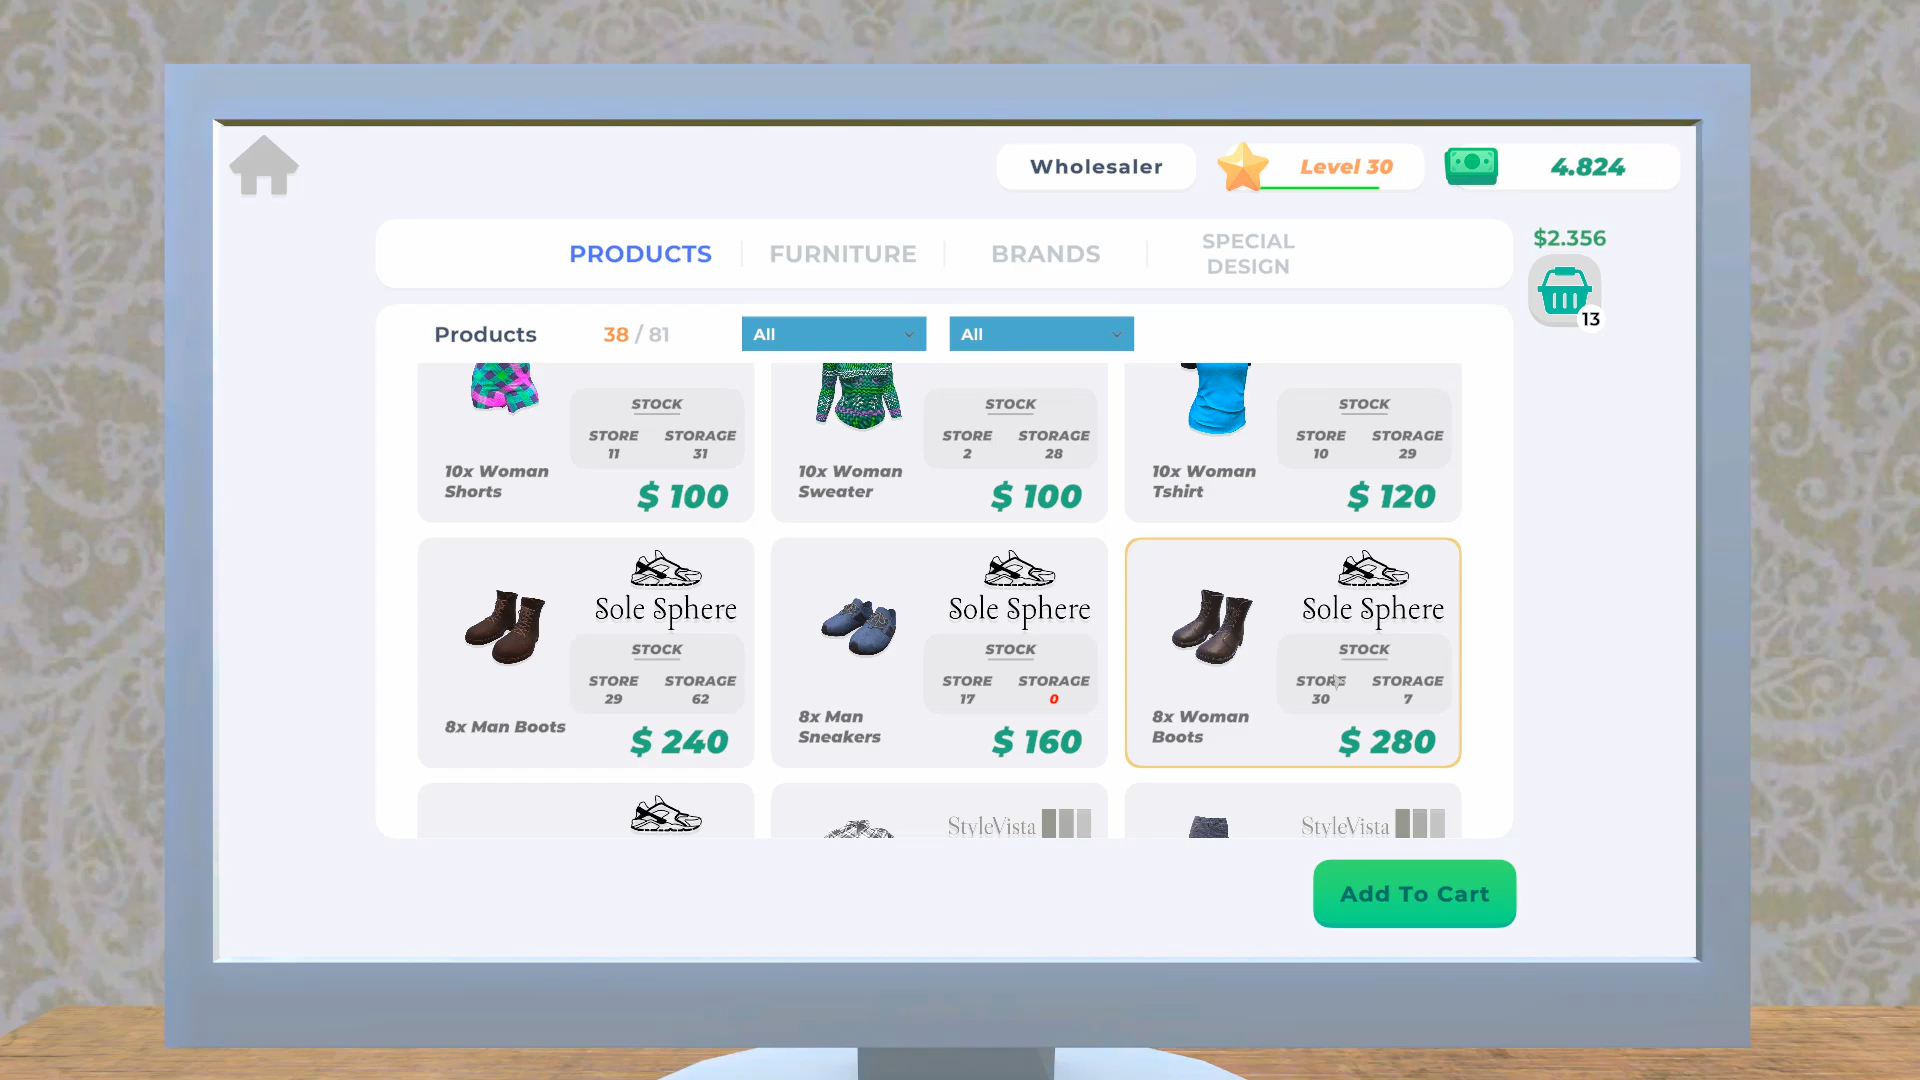 Wholesaler
Level 30
4.824
PRODUCTS
FURNITURE
BRANDS
SPECIAL
DESIGN
$2.356
13
Products
38 / 81
All
All
STOCK
STORE STORAGE
11 31
10x Woman
Shorts
$ 100
STOCK
STORE STORAGE
2 28
10x Woman
Sweater
$ 100
STOCK
STORE STORAGE
10 29
10x Woman
Tshirt
$ 120
Sole Sphere
STOCK
STORE STORAGE
29 62
8x Man Boots
$ 240
Sole Sphere
STOCK
STORE STORAGE
17 0
8x Man
Sneakers
$ 160
Sole Sphere
STOCK
STORE STORAGE
30 7
8x Woman
Boots
$ 280
StyleVista
StyleVista
Add To Cart